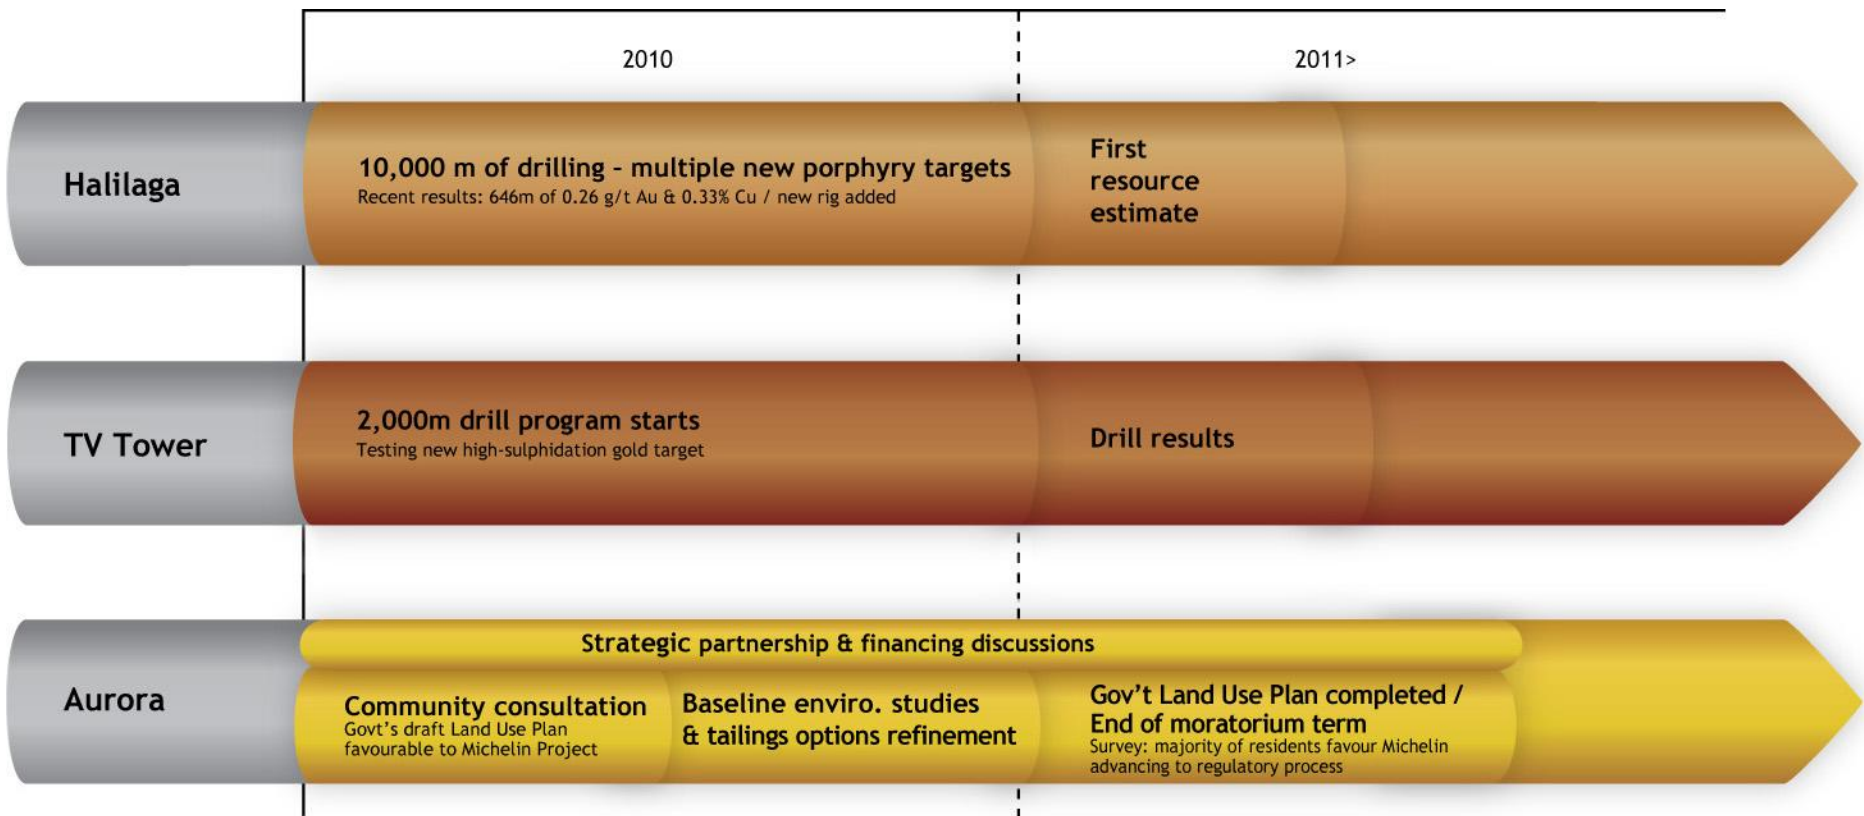 2010
2011>
Halilaga
10,000 m of drilling – multiple new porphyry targets
Recent results: 646m of 0.26 g/t Au & 0.33% Cu / new rig added
First
resource
estimate
TV Tower
2,000m drill program starts
Testing new high-sulphidation gold target
Drill results
Aurora
Strategic partnership & financing discussions
Community consultation
Govt's draft Land Use Plan
favourable to Michelin Project
Baseline enviro. studies
& tailings options refinement
Gov't Land Use Plan completed /
End of moratorium term
Survey: majority of residents favour Michelin
advancing to regulatory process